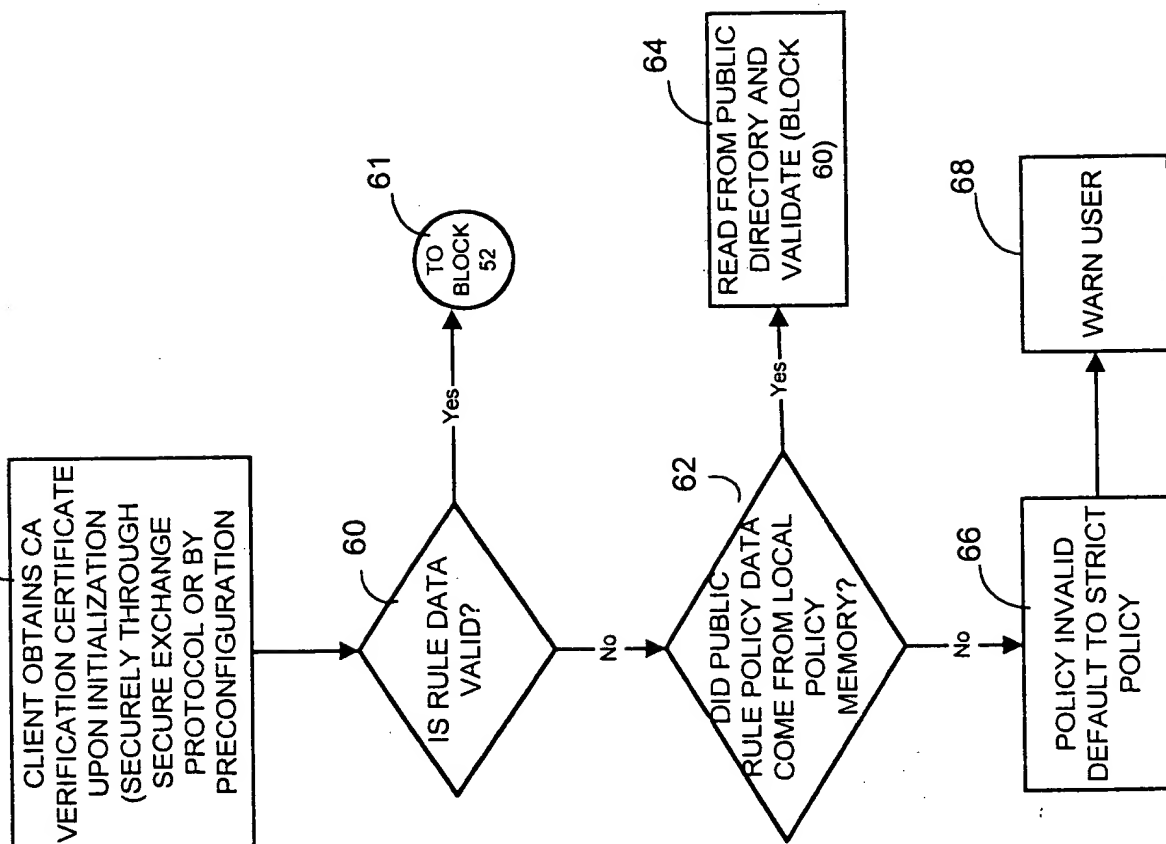 CLIENT OBTAINS CA
VERIFICATION CERTIFICATE
UPON INITIALIZATION
(SECURELY THROUGH
SECURE EXCHANGE
PROTOCOL OR BY
PRECONFIGURATION
60
IS RULE DATA
VALID?
Yes
61
TO
BLOCK
52
No
62
DID PUBLIC
RULE POLICY DATA
COME FROM LOCAL
POLICY
MEMORY?
Yes
64
READ FROM PUBLIC
DIRECTORY AND
VALIDATE (BLOCK
60)
No
66
POLICY INVALID
DEFAULT TO STRICT
POLICY
68
WARN USER